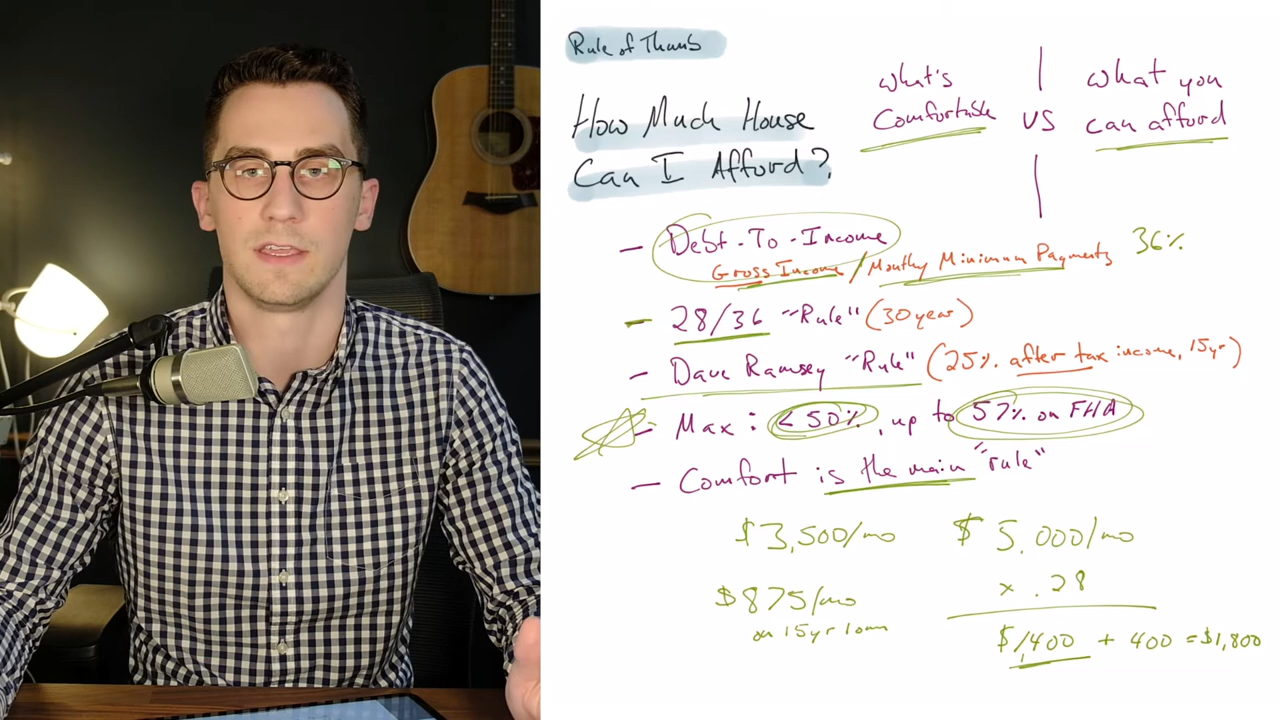 Rule of Thumb
How Much House
Can I Afford?
What's
Comfortable
VS
What you
can afford
- Debt-To-Income
Gross Income / Monthly Minimum Payments 36%
- 28/36 "Rule" (30 year)
- Dave Ramsey "Rule" (25% after tax income, 15yr)
- Max: < 50%, up to 57% on FHA
- Comfort is the main "rule"
$3,500/mo
$875/mo
on 15yr loan
$5,000/mo
x .28
$1,400 + 400 = $1,800